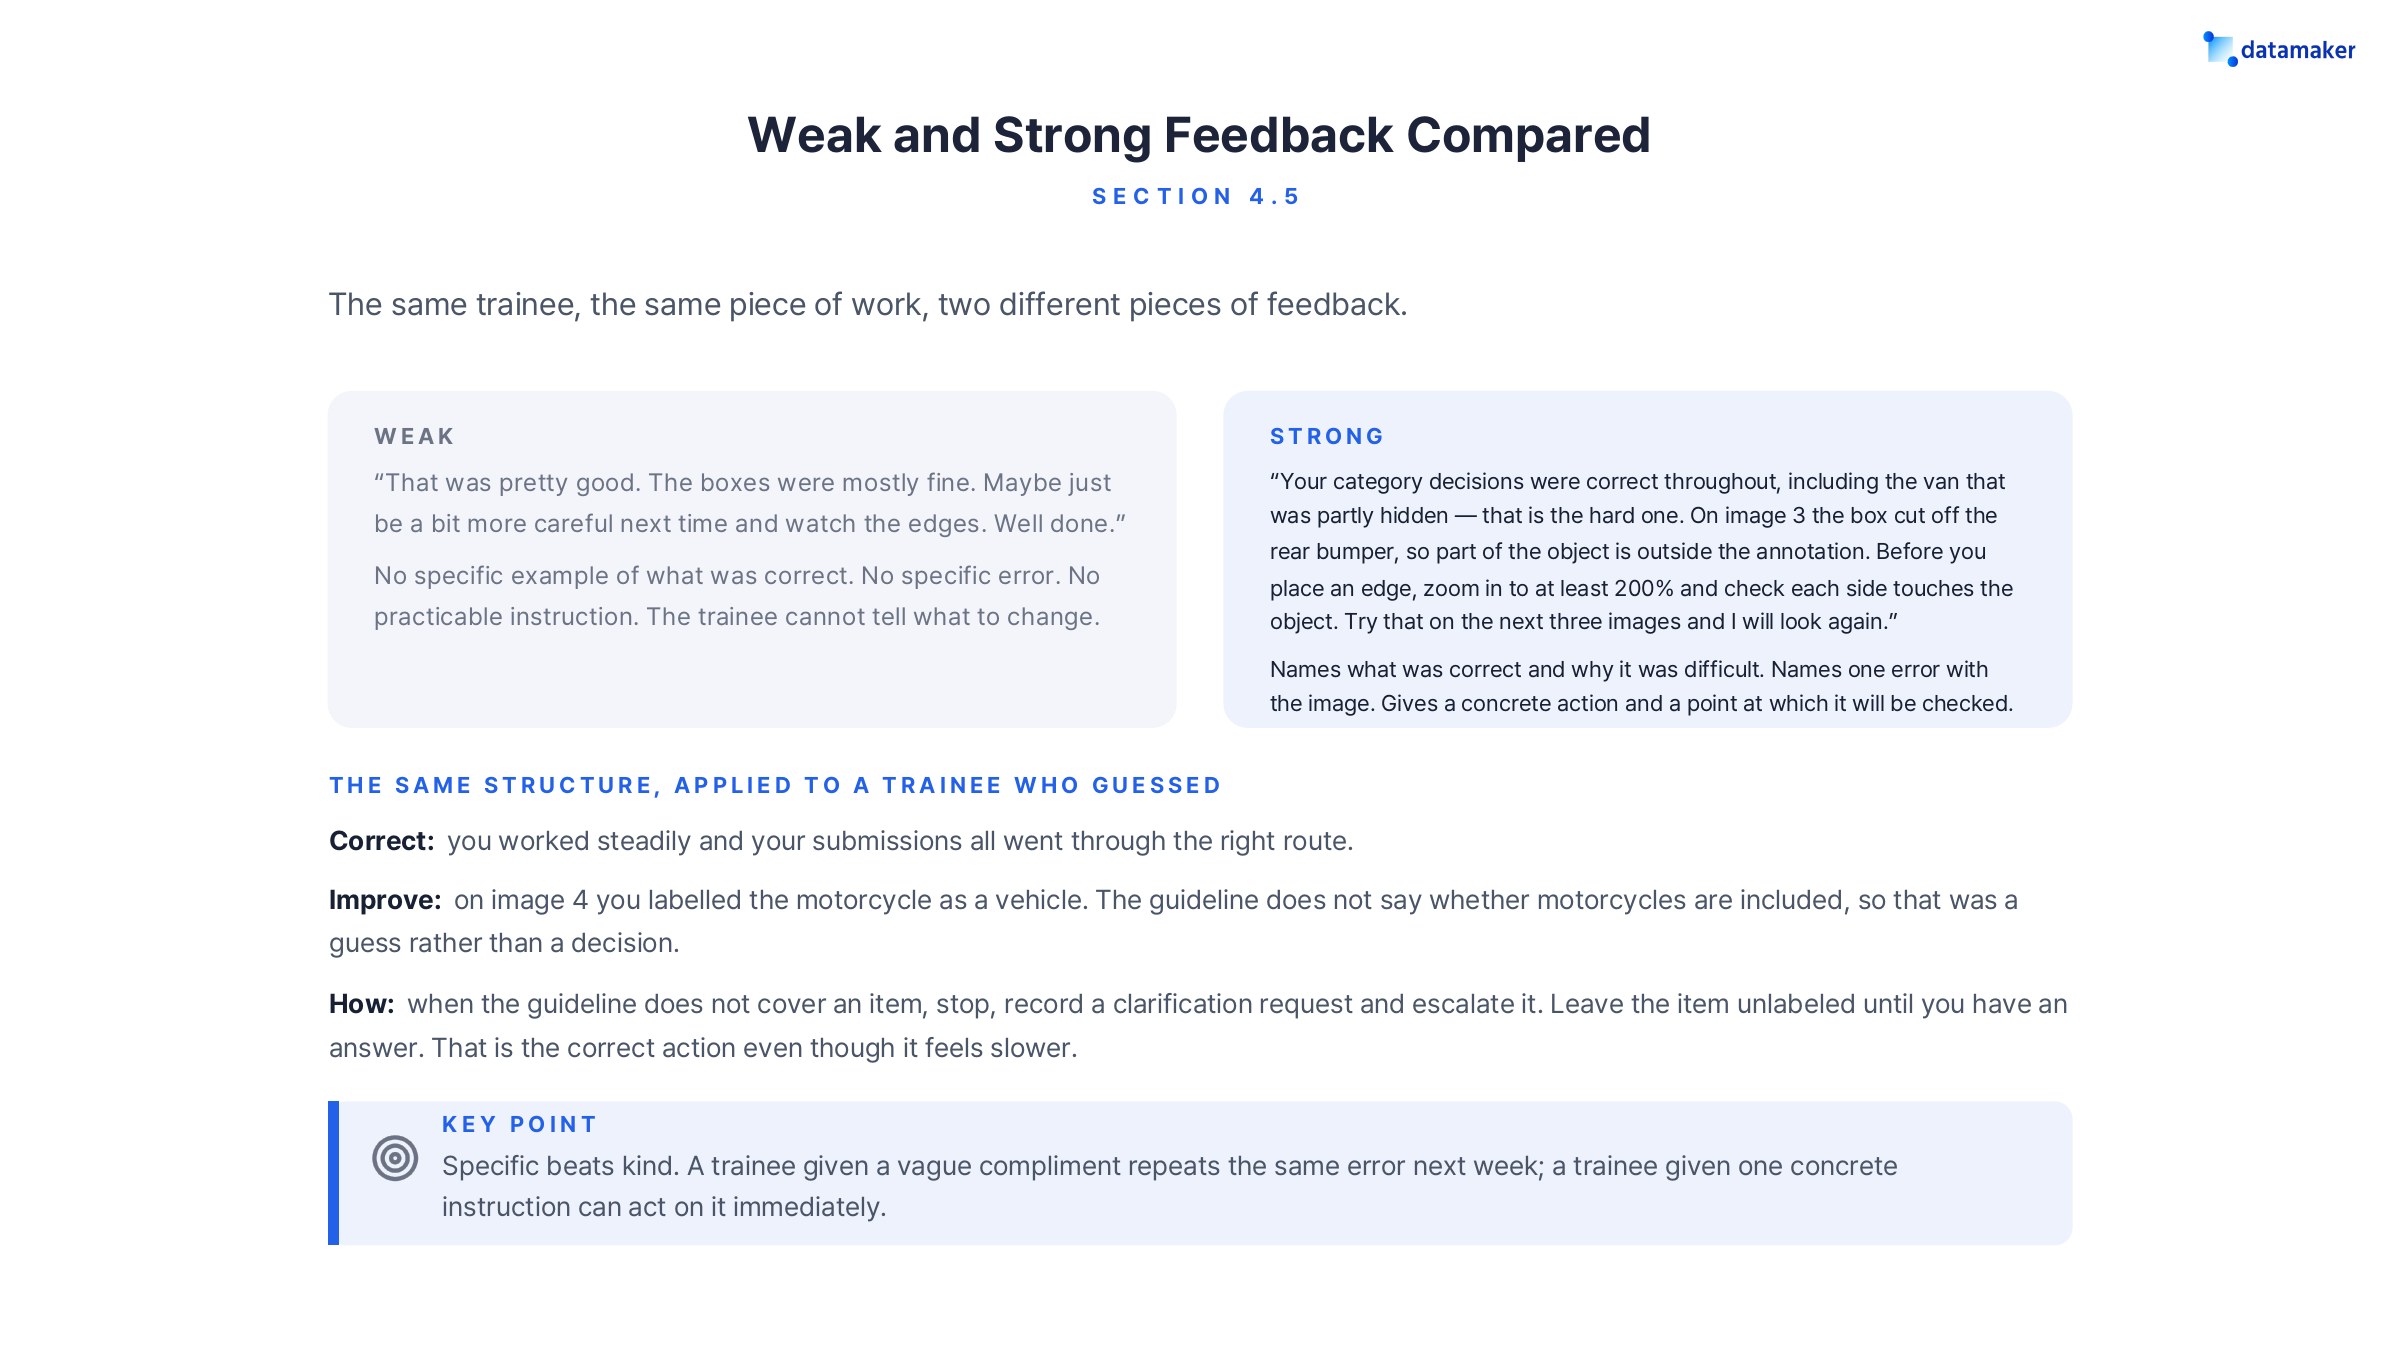 datamaker
Weak and Strong Feedback Compared
SECTION 4.5
The same trainee, the same piece of work, two different pieces of feedback.
WEAK
“That was pretty good. The boxes were mostly fine. Maybe just
be a bit more careful next time and watch the edges. Well done.”
No specific example of what was correct. No specific error. No
practicable instruction. The trainee cannot tell what to change.
STRONG
“Your category decisions were correct throughout, including the van that
was partly hidden — that is the hard one. On image 3 the box cut off the
rear bumper, so part of the object is outside the annotation. Before you
place an edge, zoom in to at least 200% and check each side touches the
object. Try that on the next three images and I will look again.”
Names what was correct and why it was difficult. Names one error with
the image. Gives a concrete action and a point at which it will be checked.
THE SAME STRUCTURE, APPLIED TO A TRAINEE WHO GUESSED
Correct: you worked steadily and your submissions all went through the right route.
Improve: on image 4 you labelled the motorcycle as a vehicle. The guideline does not say whether motorcycles are included, so that was a
guess rather than a decision.
How: when the guideline does not cover an item, stop, record a clarification request and escalate it. Leave the item unlabeled until you have an
answer. That is the correct action even though it feels slower.
KEY POINT
Specific beats kind. A trainee given a vague compliment repeats the same error next week; a trainee given one concrete
instruction can act on it immediately.